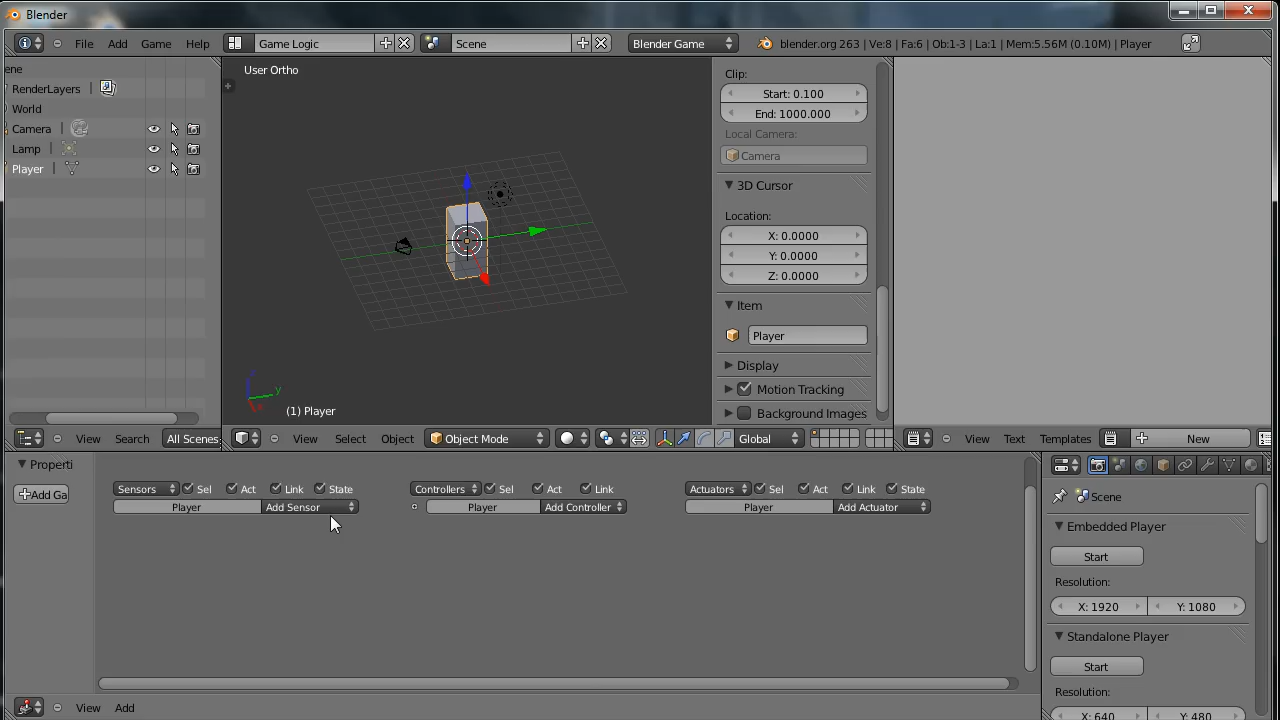 Blender
File Add Game Help Game Logic Scene Blender Game blender.org 263 | Ve:8 | Fa:6 | Ob:1-3 | La:1 | Mem:5.56M (0.10M) | Player
ene
RenderLayers
World
Camera
Lamp
Player
View Search All Scenes
User Ortho
z
y
x
(1) Player
View Select Object Object Mode Global
Clip:
Start: 0.100
End: 1000.000
Local Camera:
Camera
3D Cursor
Location:
X: 0.0000
Y: 0.0000
Z: 0.0000
Item
Player
Display
Motion Tracking
Background Images
View Text Templates New
Properti
Add Ga
Sensors Sel Act Link State
Player Add Sensor
Controllers Sel Act Link
Player Add Controller
Actuators Sel Act Link State
Player Add Actuator
View Add
Scene
Embedded Player
Start
Resolution:
X: 1920 Y: 1080
Standalone Player
Start
Resolution:
X: 640 Y: 480